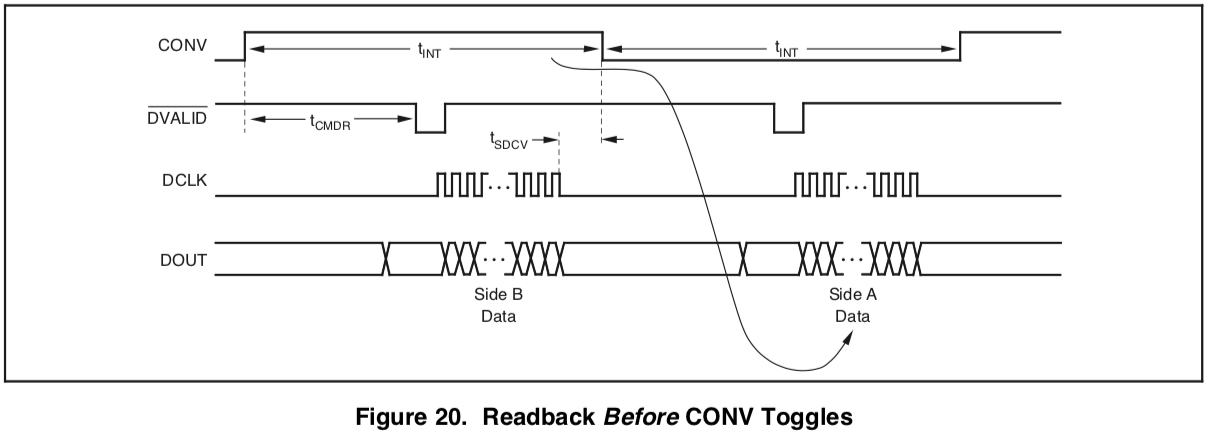 CONV
tINT
tINT
DVALID
tCMDR
tSDCV
DCLK
...
...
DOUT
...
...
Side B
Data
Side A
Data
Figure 20. Readback Before CONV Toggles